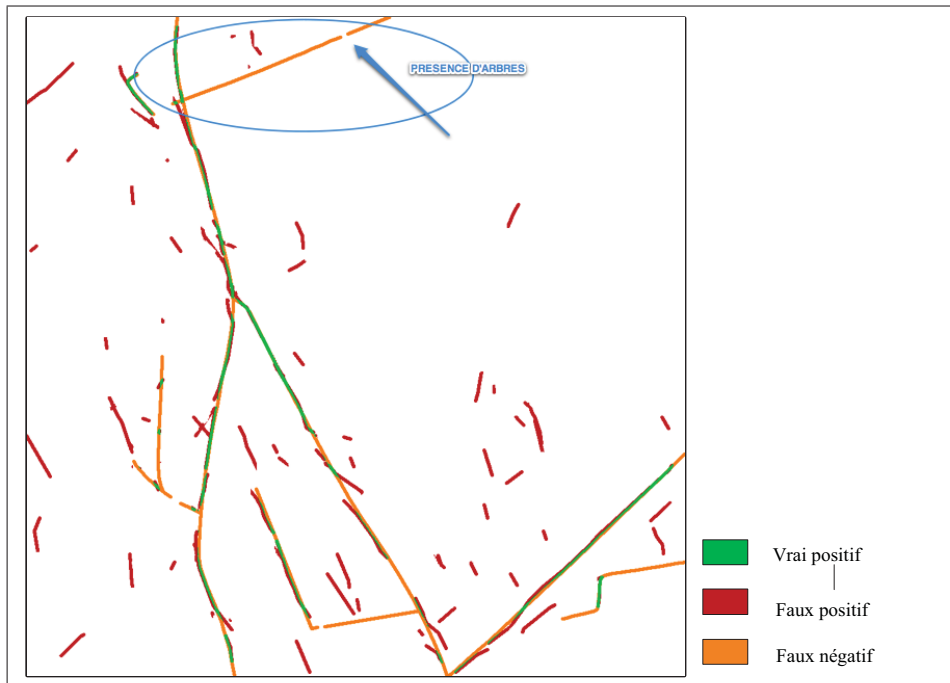 PRESENCE D'ARBRES
Vrai positif
Faux positif
Faux négatif